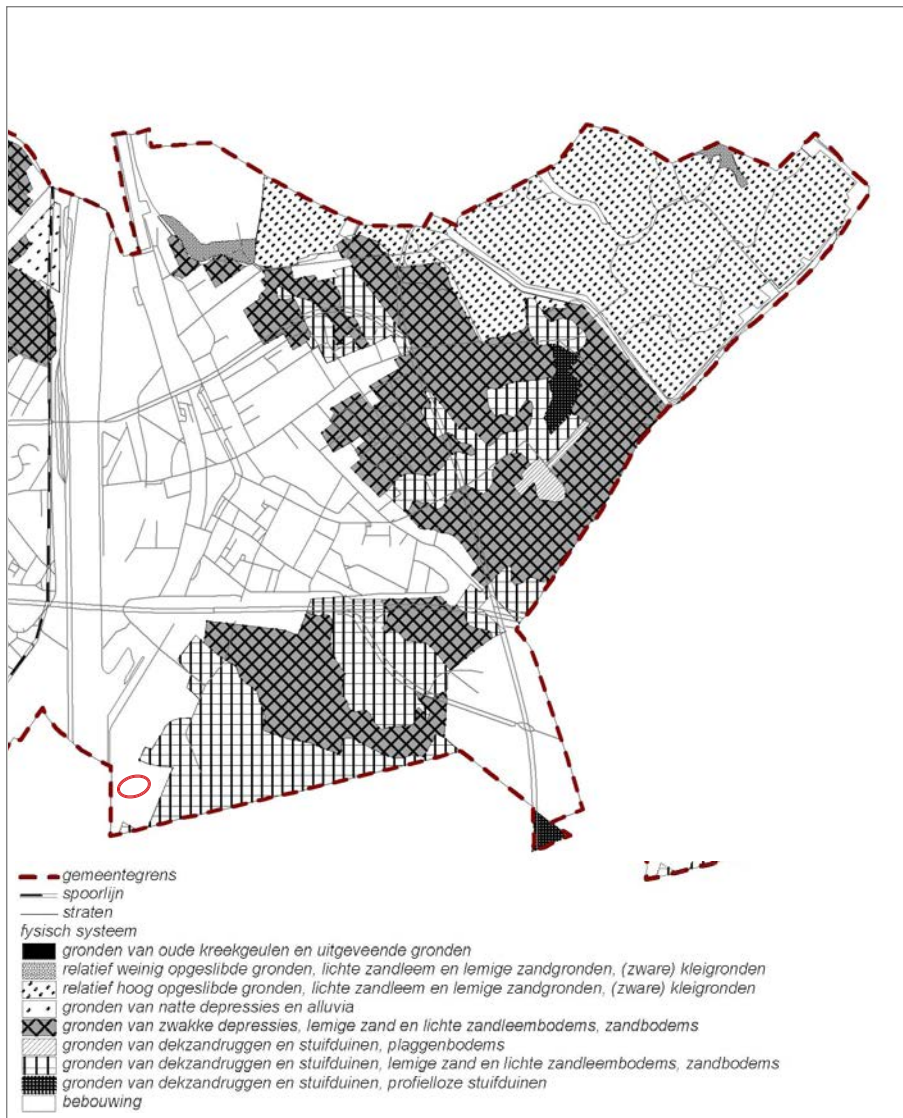 gemeentegrens
spoorlijn
straten
fysisch systeem
gronden van oude kreekgeulen en uitgeveende gronden
relatief weinig opgeslibde gronden, lichte zandleem en lemige zandgronden, (zware) kleigronden
relatief hoog opgeslibde gronden, lichte zandleem en lemige zandgronden, (zware) kleigronden
gronden van natte depressies en alluvia
gronden van zwakke depressies, lemige zand en lichte zandleembodems, zandbodems
gronden van dekzandruggen en stuifduinen, plaggenbodems
gronden van dekzandruggen en stuifduinen, lemige zand en lichte zandleembodems, zandbodems
gronden van dekzandruggen en stuifduinen, profielloze stuifduinen
bebouwing